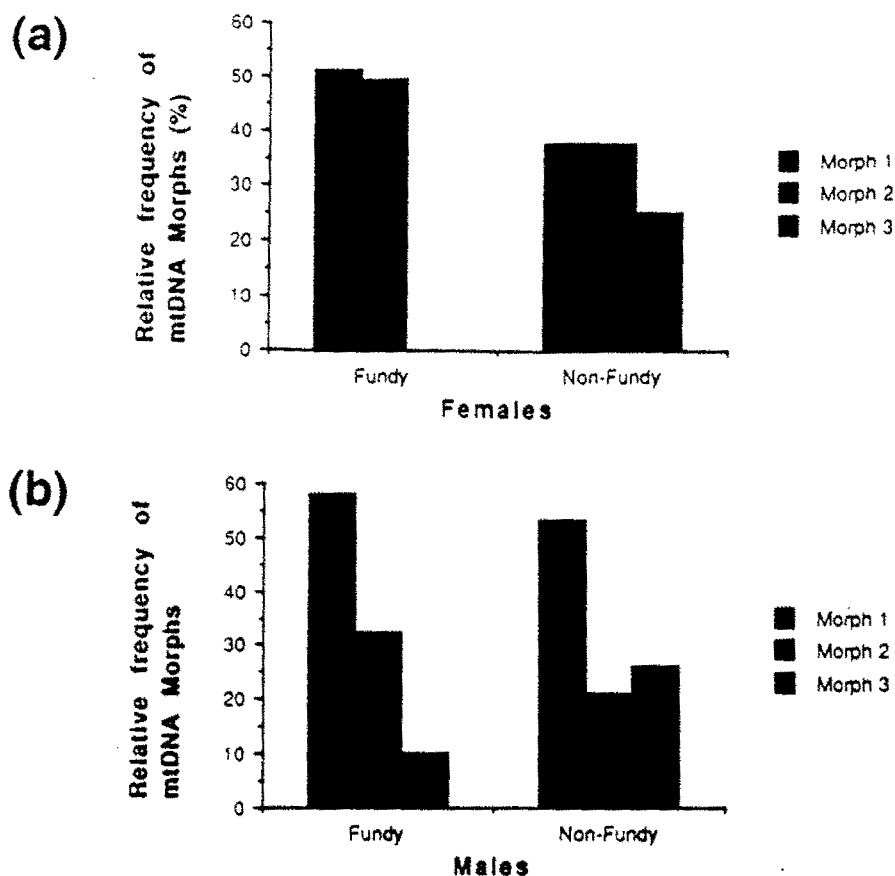 (a)
Relative frequency of
mtDNA Morphs (%)
60
50
40
30
20
10
0
Fundy
Non-Fundy
Females
Morph 1
Morph 2
Morph 3
(b)
Relative frequency of
mtDNA Morphs
60
50
40
30
20
10
0
Fundy
Non-Fundy
Males
Morph 1
Morph 2
Morph 3